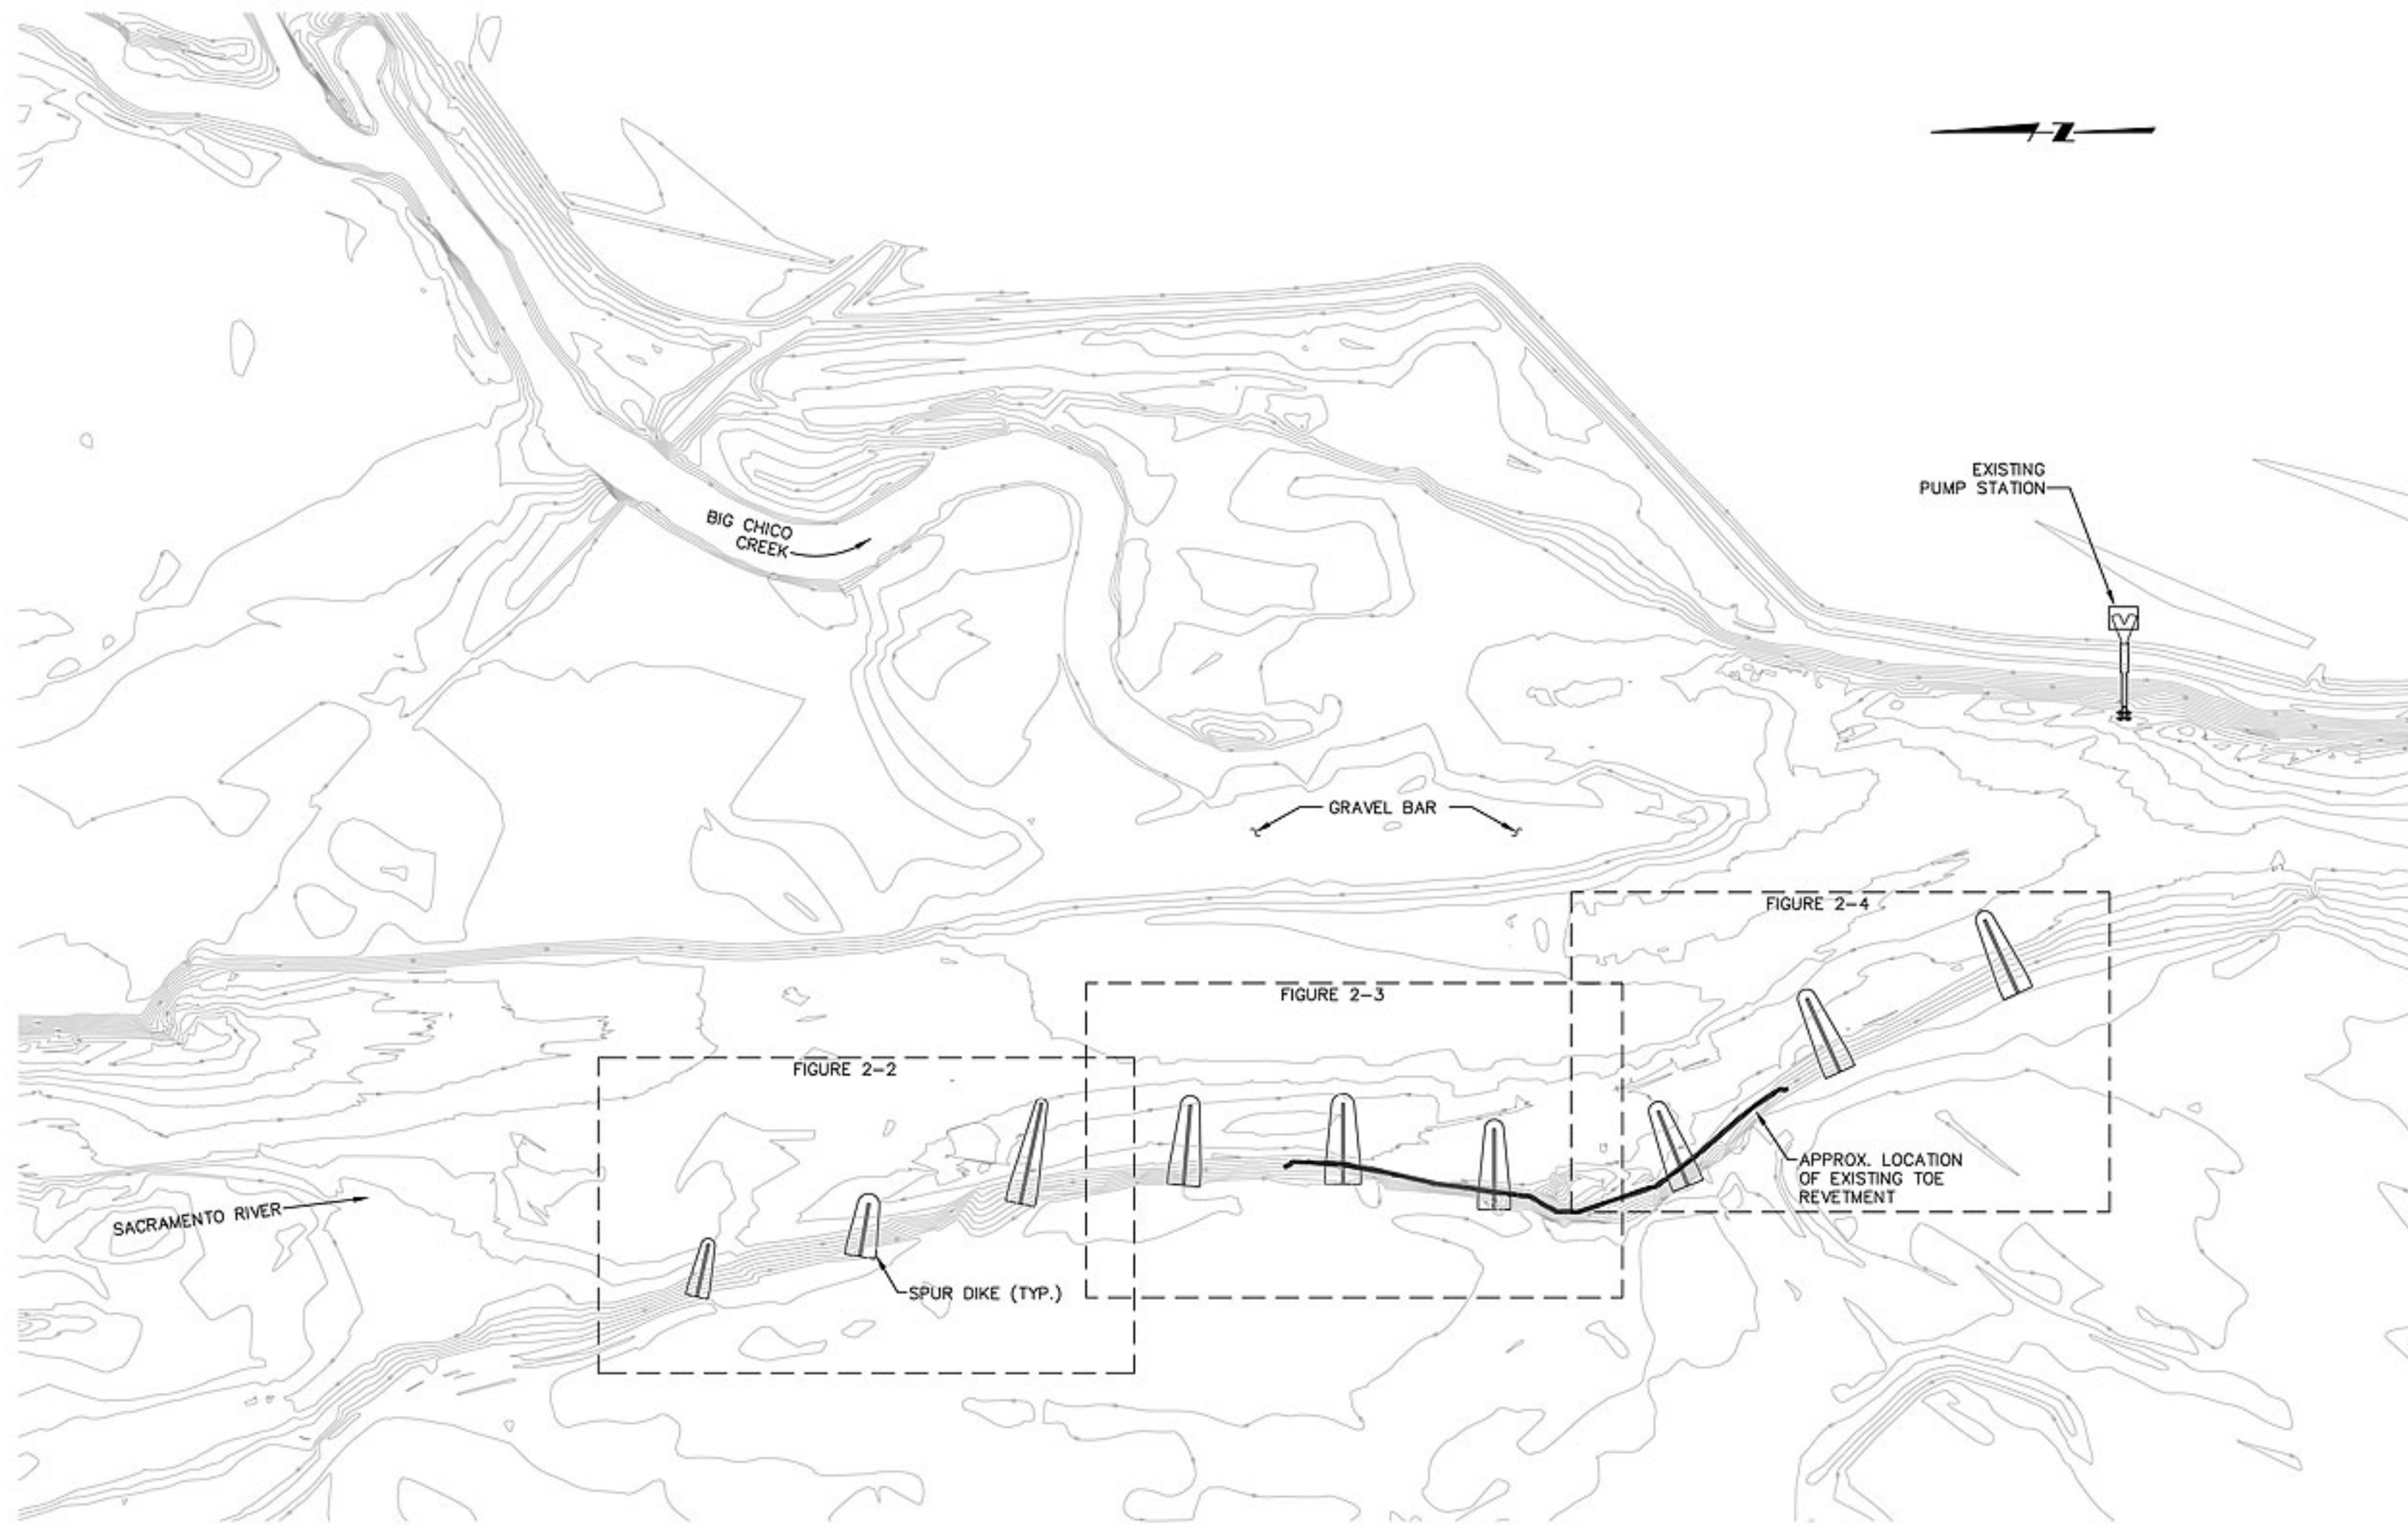 Z
EXISTING
PUMP STATION
BIG CHICO
CREEK
GRAVEL BAR
FIGURE 2-4
FIGURE 2-3
FIGURE 2-2
APPROX. LOCATION
OF EXISTING TOE
REVETMENT
SACRAMENTO RIVER
SPUR DIKE (TYP.)